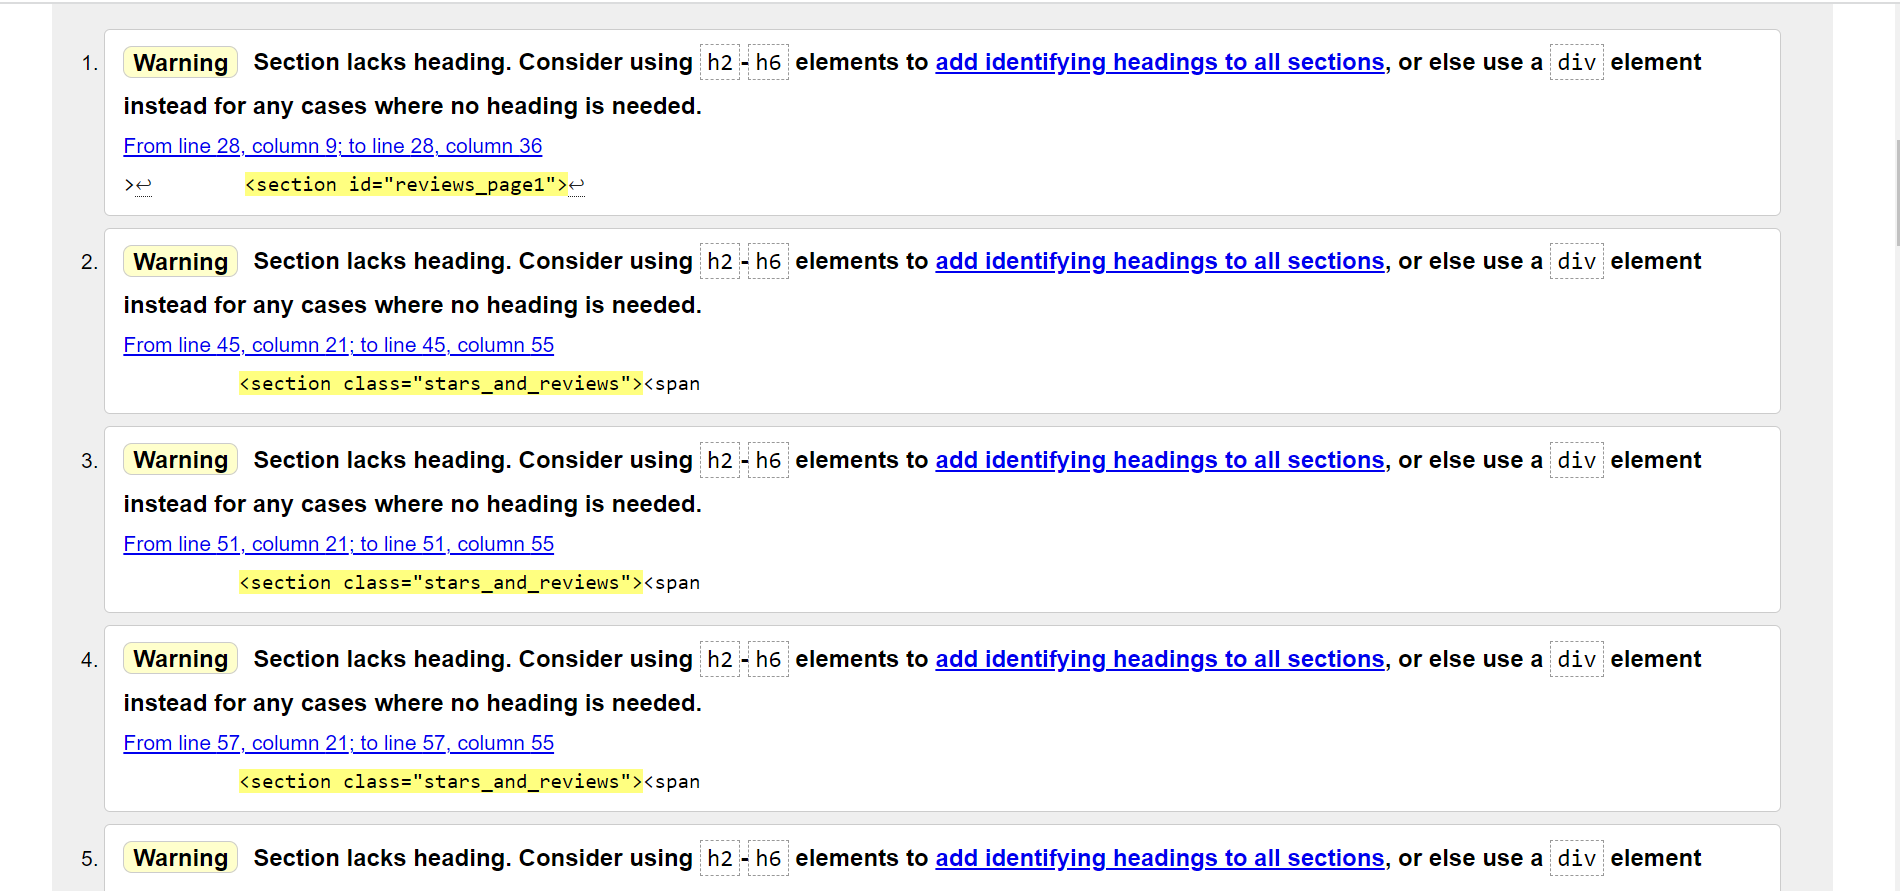 1. Warning Section lacks heading. Consider using h2-h6 elements to add identifying headings to all sections, or else use a div element
instead for any cases where no heading is needed.
From line 28, column 9; to line 28, column 36
>↩ <section id="reviews_page1">↩
2. Warning Section lacks heading. Consider using h2-h6 elements to add identifying headings to all sections, or else use a div element
instead for any cases where no heading is needed.
From line 45, column 21; to line 45, column 55
<section class="stars_and_reviews"><span
3. Warning Section lacks heading. Consider using h2-h6 elements to add identifying headings to all sections, or else use a div element
instead for any cases where no heading is needed.
From line 51, column 21; to line 51, column 55
<section class="stars_and_reviews"><span
4. Warning Section lacks heading. Consider using h2-h6 elements to add identifying headings to all sections, or else use a div element
instead for any cases where no heading is needed.
From line 57, column 21; to line 57, column 55
<section class="stars_and_reviews"><span
5. Warning Section lacks heading. Consider using h2-h6 elements to add identifying headings to all sections, or else use a div element